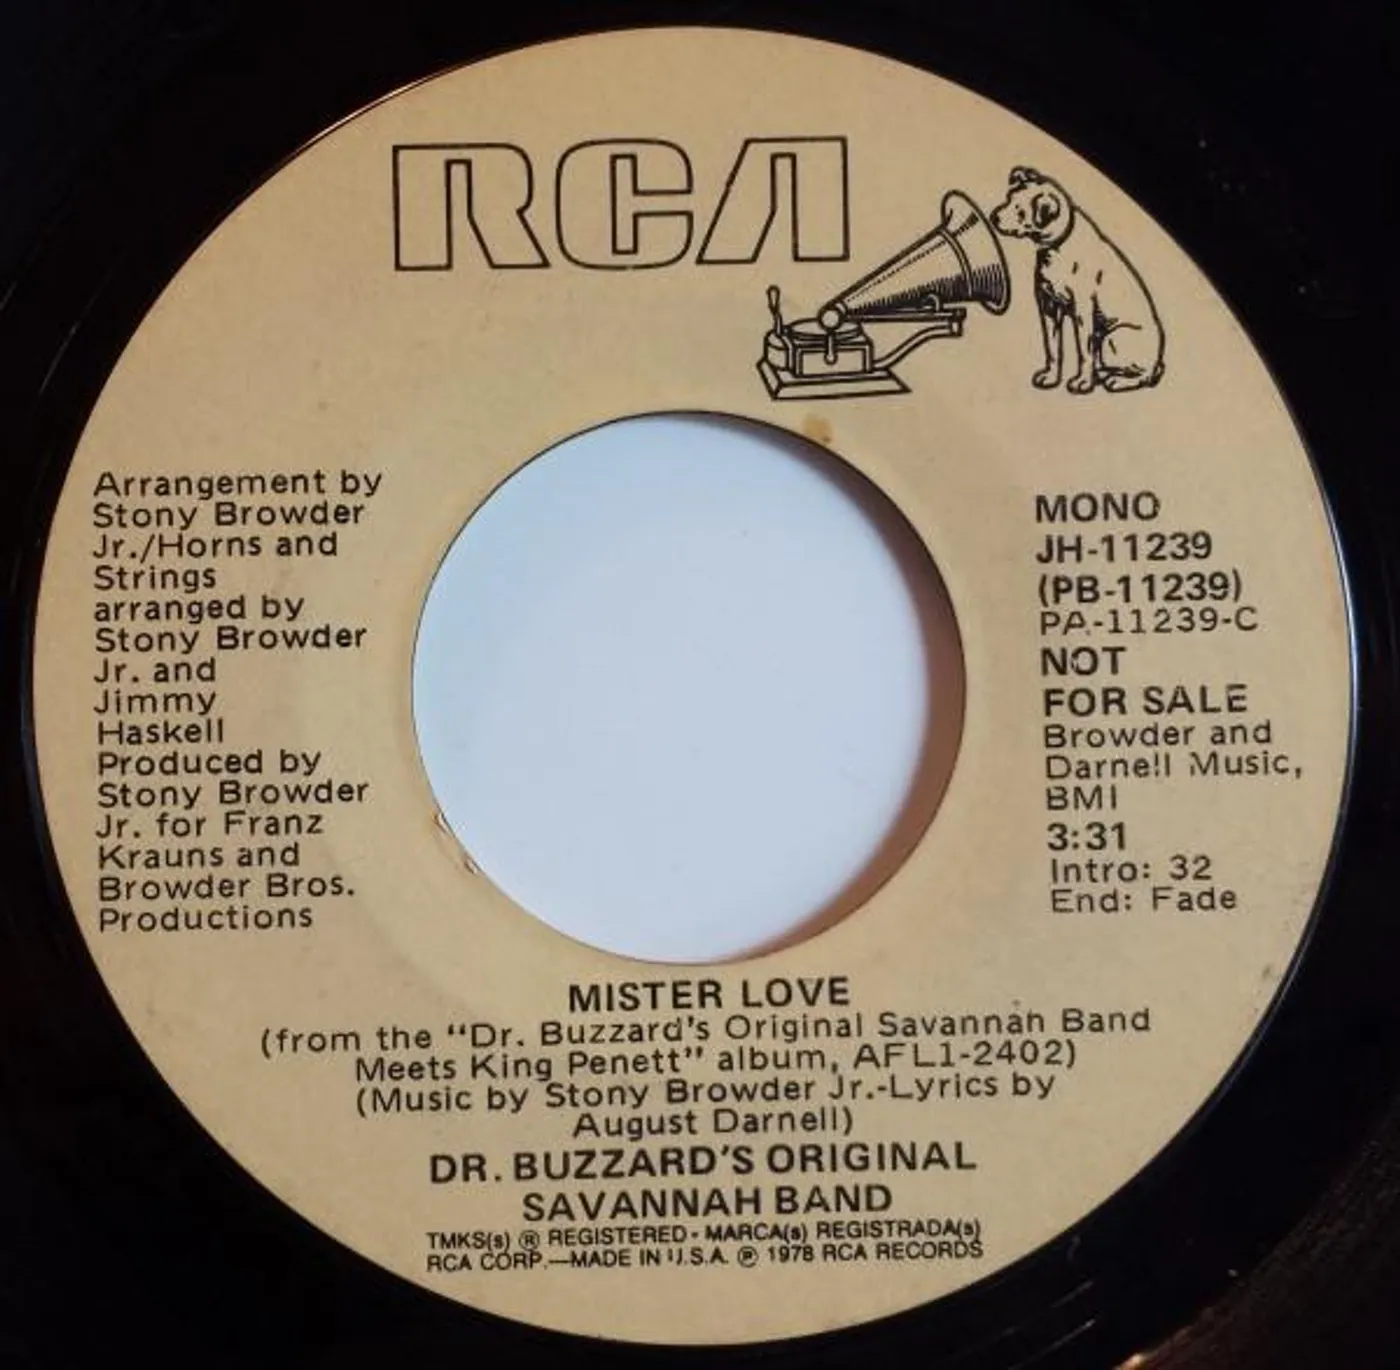 RCA
Arrangement by
Stony Browder
Jr./Horns and
Strings
arranged by
Stony Browder
Jr. and
Jimmy
Haskell
Produced by
Stony Browder
Jr. for Franz
Krauns and
Browder Bros.
Productions
MONO
JH-11239
(PB-11239)
PA-11239-C
NOT
FOR SALE
Browder and
Darnell Music,
BMI
3:31
Intro: 32
End: Fade
MISTER LOVE
(from the "Dr. Buzzard's Original Savannah Band
Meets King Penett" album, AFL1-2402)
(Music by Stony Browder Jr.-Lyrics by
August Darnell)
DR. BUZZARD'S ORIGINAL
SAVANNAH BAND
TMKS(s) ® REGISTERED • MARCA(s) REGISTRADA(s)
RCA CORP.—MADE IN U.S.A. ℗ 1978 RCA RECORDS